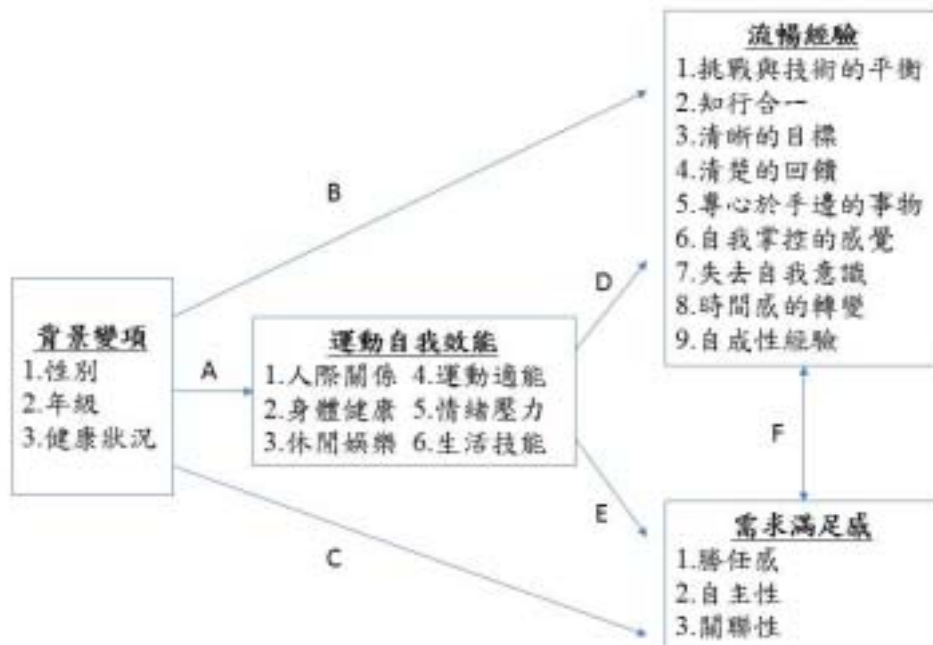 流暢經驗
1.挑戰與技術的平衡
2.知行合一
3.清晰的目標
4.清楚的回饋
5.專心於手邊的事物
6.自我掌控的感覺
7.失去自我意識
8.時間感的轉變
9.自成性經驗
B
D
背景變項
1.性別
2.年級
3.健康狀況
A
運動自我效能
1.人際關係 4.運動適能
2.身體健康 5.情緒壓力
3.休閒娛樂 6.生活技能
F
E
C
需求滿足感
1.勝任感
2.自主性
3.關聯性